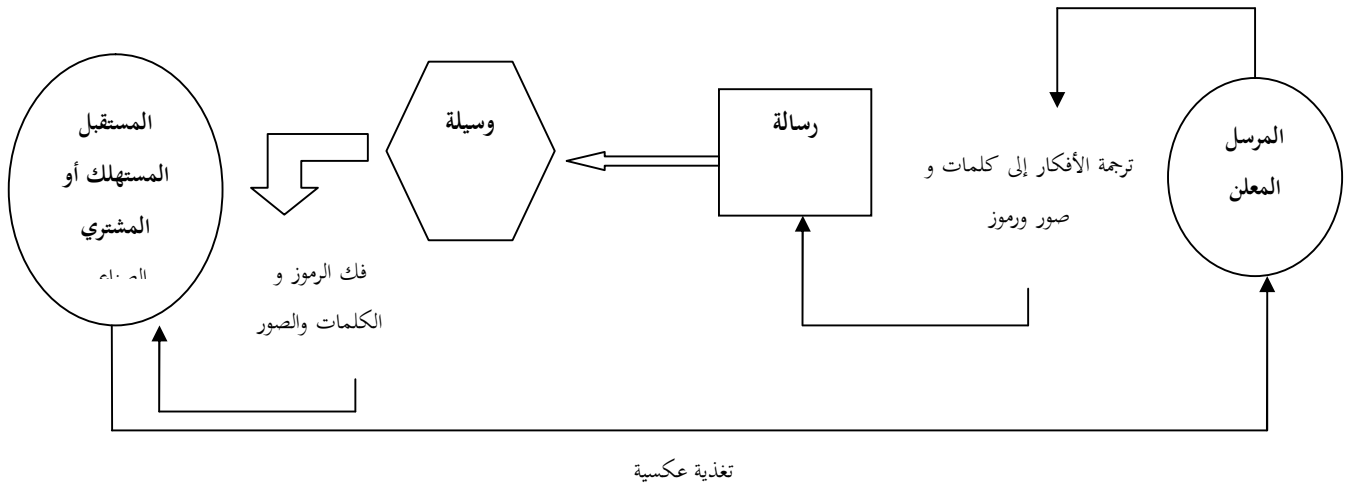 المرسل
المعلن
ترجمة الأفكار إلى كلمات و
صور ورموز
رسالة
وسيلة
فك الرموز و
الكلمات والصور
المستقبل
المستهلك أو
المشتري
تغذية عكسية